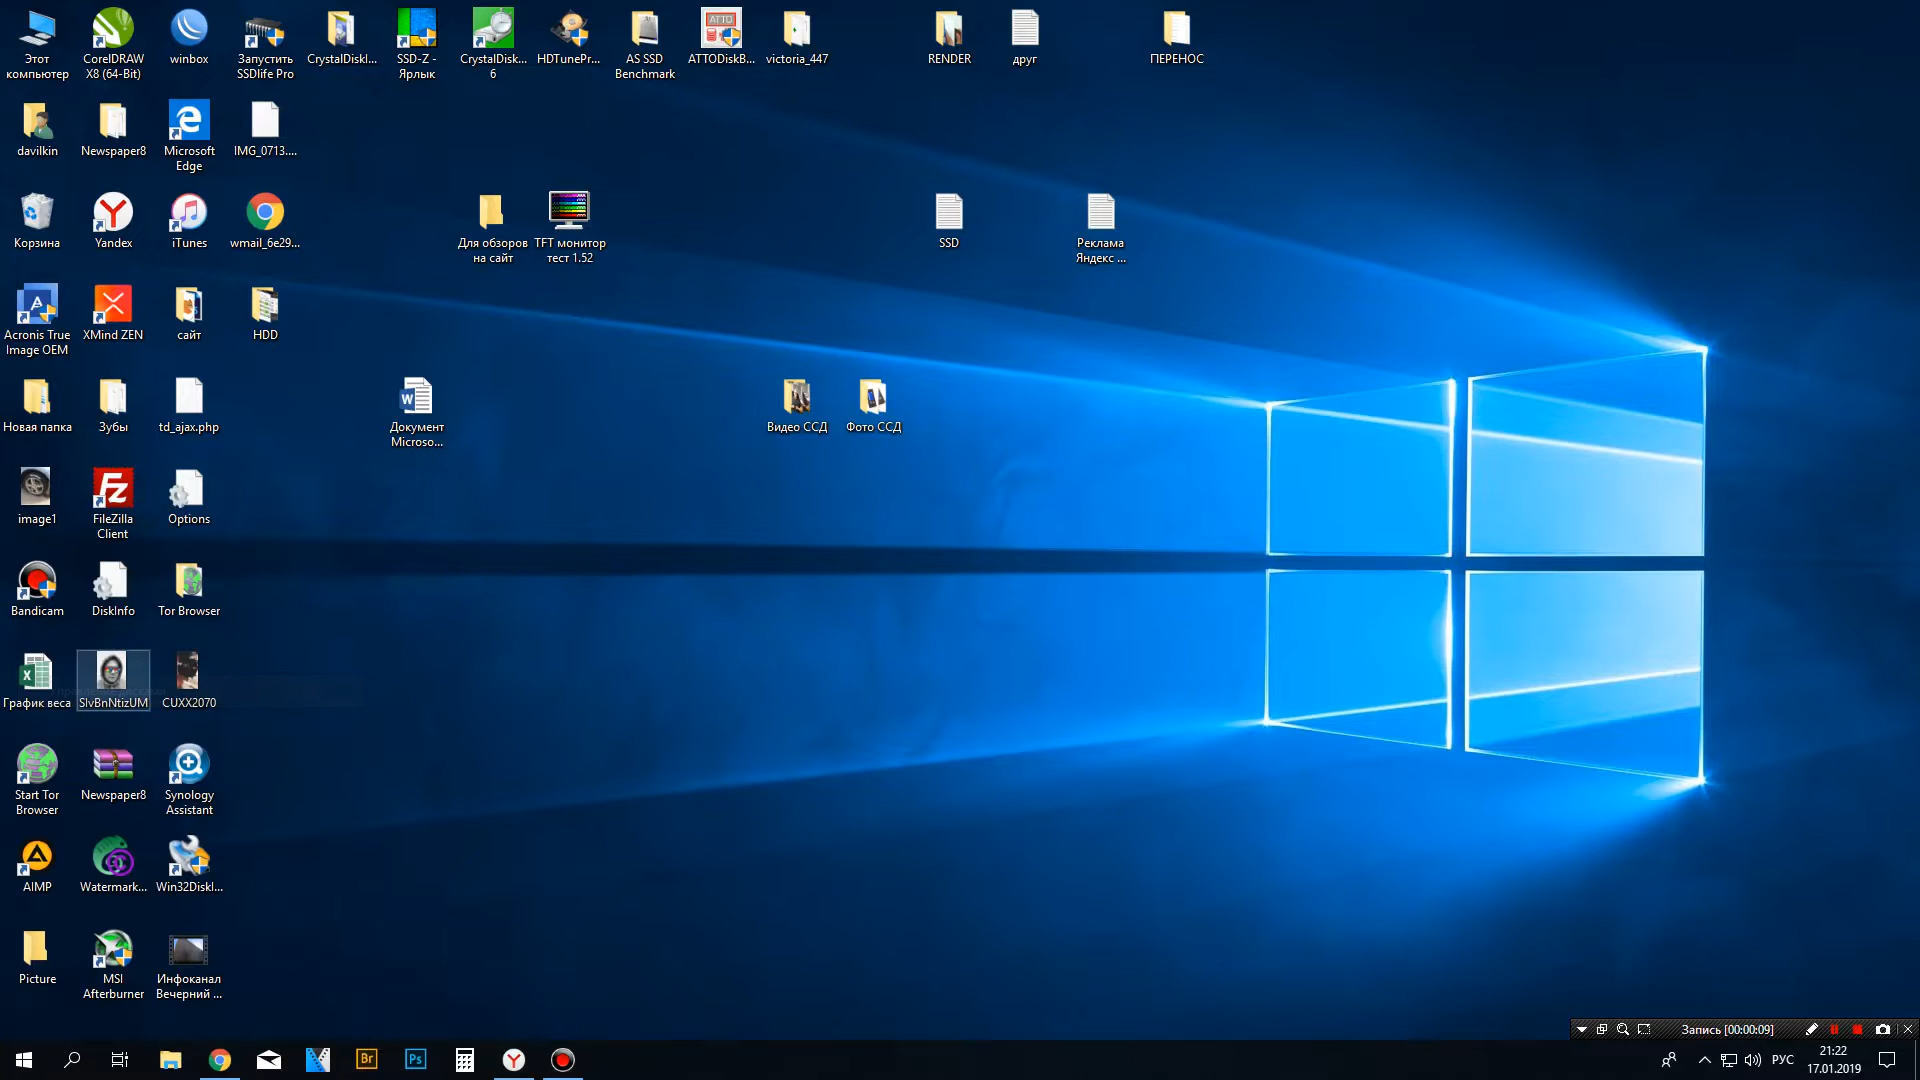 Этот
компьютер
CorelDRAW
X8 (64-Bit)
winbox
Запустить
SSDlife Pro
CrystalDiskI...
SSD-Z -
Ярлык
CrystalDisk...
6
HDTunePr...
AS SSD
Benchmark
ATTO
ATTODiskB...
victoria_447
RENDER
друг
ПЕРЕНОС
davilkin
Newspaper8
Microsoft
Edge
IMG_0713....
Корзина
Yandex
iTunes
wmail_6e29...
Для обзоров
на сайт
TFT монитор
тест 1.52
SSD
Реклама
Яндекс ...
Acronis True
Image OEM
XMind ZEN
сайт
HDD
Новая папка
Зубы
td_ajax.php
Документ
Microso...
Видео ССД
Фото ССД
image1
FileZilla
Client
Options
Bandicam
DiskInfo
Tor Browser
График веса
SlvBnNtizUM
CUXX2070
Start Tor
Browser
Newspaper8
Synology
Assistant
AIMP
Watermark...
Win32DiskI...
Picture
MSI
Afterburner
Инфоканал
Вечерний ...
Запись [00:00:09]
Br
Ps
РУС
21:22
17.01.2019